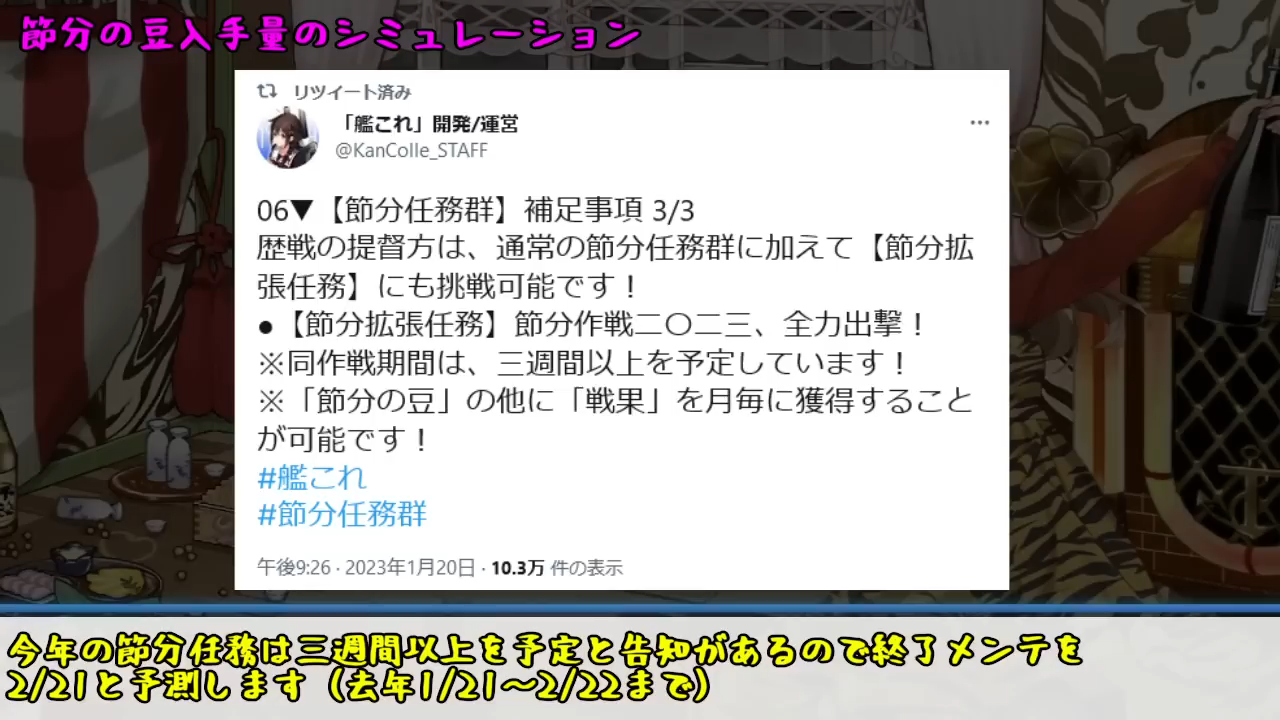 節分の豆入手量のシミュレーション
リツイート済み
「艦これ」開発/運営
@KanColle_STAFF
06▼【節分任務群】補足事項 3/3
歴戦の提督方は、通常の節分任務群に加えて【節分拡
張任務】にも挑戦可能です！
●【節分拡張任務】節分作戦二〇二三、全力出撃！
※同作戦期間は、三週間以上を予定しています！
※「節分の豆」の他に「戦果」を月毎に獲得すること
が可能です！
#艦これ
#節分任務群
午後9:26 · 2023年1月20日 · 10.3万 件の表示
今年の節分任務は三週間以上を予定と告知があるので終了メンテを
2/21と予測します（去年1/21～2/22まで）